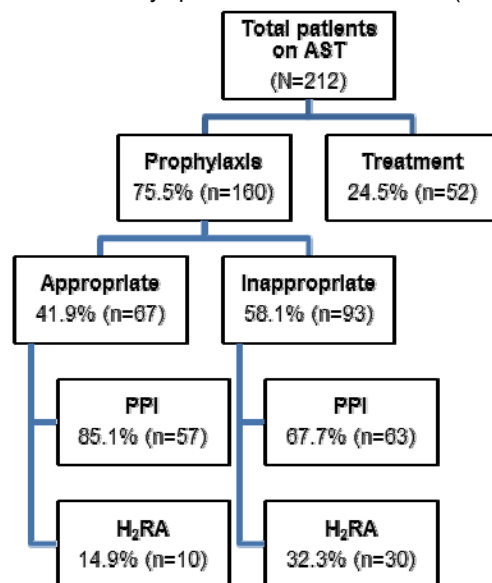 Total patients
on AST
(N=212)
Prophylaxis
75.5% (n=160)
Treatment
24.5% (n=52)
Appropriate
41.9% (n=67)
Inappropriate
58.1% (n=93)
PPI
85.1% (n=57)
PPI
67.7% (n=63)
H₂RA
14.9% (n=10)
H₂RA
32.3% (n=30)